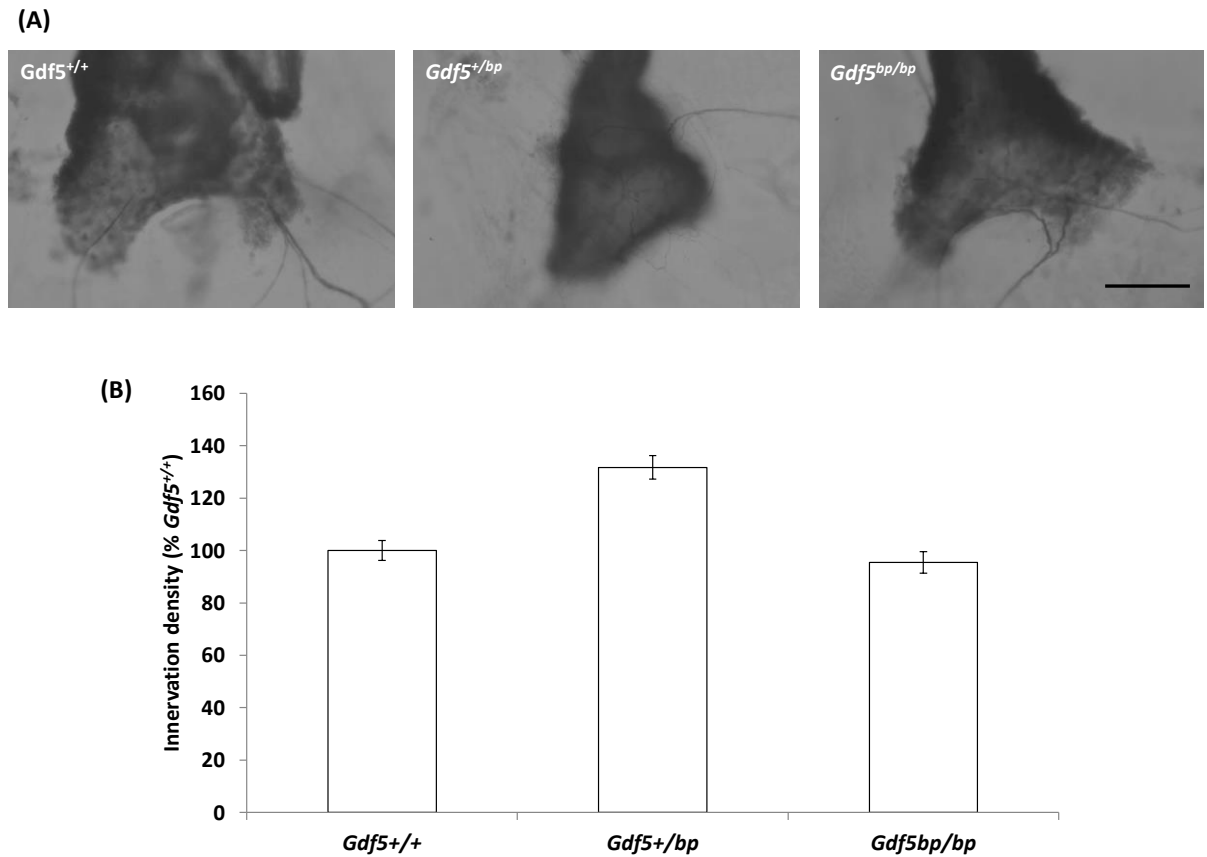 (A)
Gdf5+/+
Gdf5+/bp
Gdf5bp/bp
(B)
Innervation density (% Gdf5+/+)
160
140
120
100
80
60
40
20
0
Gdf5+/+
Gdf5+/bp
Gdf5bp/bp